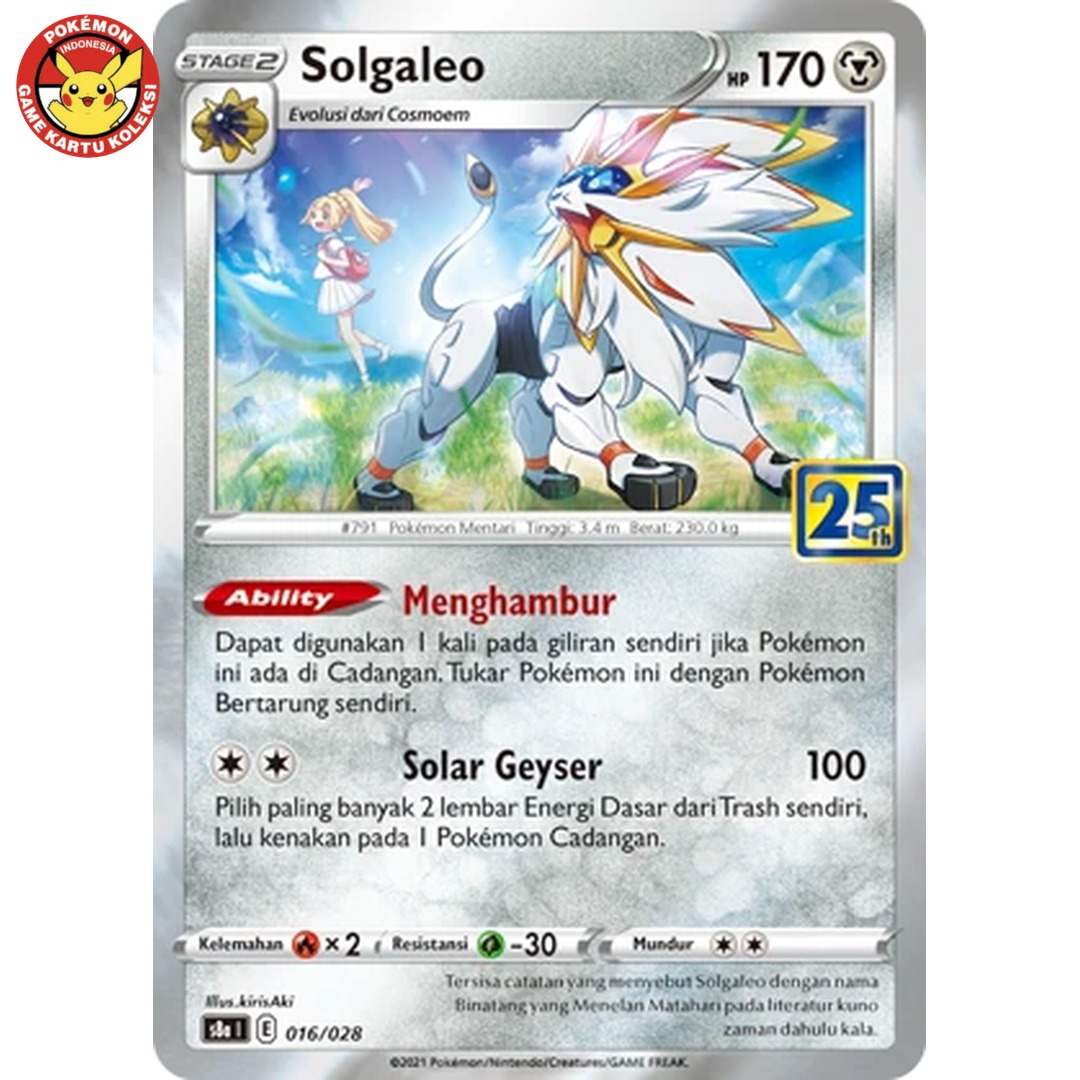 POKÉMON
INDONESIA
GAME KARTU KOLEKSI
STAGE 2
Solgaleo
HP 170
Evolusi dari Cosmoem
#791 Pokémon Mentari Tinggi: 3.4 m Berat: 230.0 kg
25th
Ability Menghambur
Dapat digunakan 1 kali pada giliran sendiri jika Pokémon
ini ada di Cadangan. Tukar Pokémon ini dengan Pokémon
Bertarung sendiri.
Solar Geyser 100
Pilih paling banyak 2 lembar Energi Dasar dari Trash sendiri,
lalu kenakan pada 1 Pokémon Cadangan.
Kelemahan ×2 Resistansi -30 Mundur
Tersisa catatan yang menyebut Solgaleo dengan nama
Binatang yang Menelan Matahari pada literatur kuno
zaman dahulu kala.
Illus. kirisAki
s8a I E 016/028
©2021 Pokémon/Nintendo/Creatures/GAME FREAK.